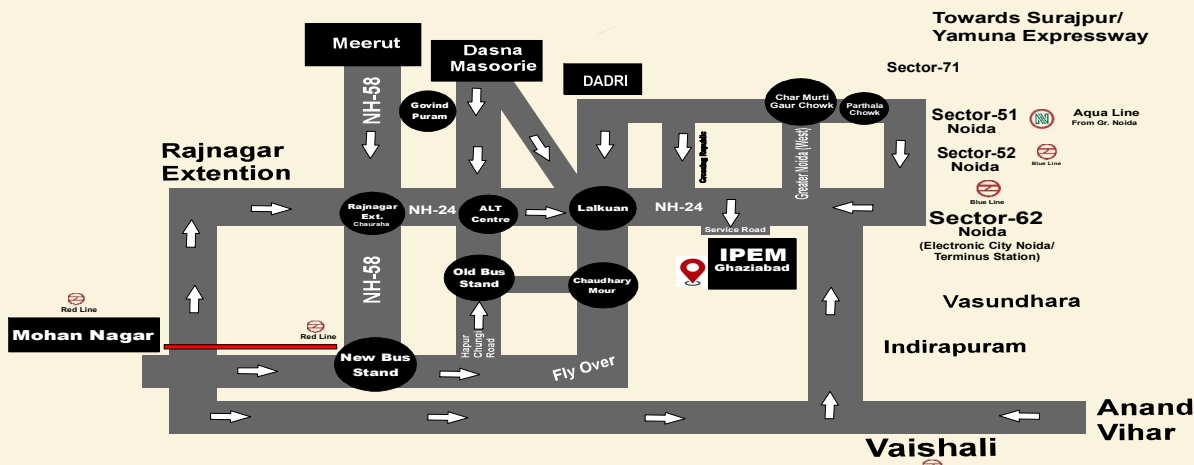 Towards Surajpur/
Yamuna Expressway
Meerut
Dasna
Masoorie
DADRI
Sector-71
NH-58
Govind
Puram
Char Murti
Gaur Chowk
Parthala
Chowk
Sector-51
Noida
Aqua Line
From Gr. Noida
Crossing Republic
Greater Noida (West)
Sector-52
Noida
Blue Line
Rajnagar
Extention
Blue Line
Rajnagar
Ext.
Chauraha
NH-24
ALT
Centre
Lalkuan
NH-24
Sector-62
Noida
(Electronic City Noida/
Terminus Station)
Service Road
IPEM
Ghaziabad
NH-58
Old Bus
Stand
Chaudhary
Mour
Vasundhara
Red Line
Mohan Nagar
Red Line
Hapur
Chungi
Road
Indirapuram
New Bus
Stand
Fly Over
Anand
Vihar
Vaishali